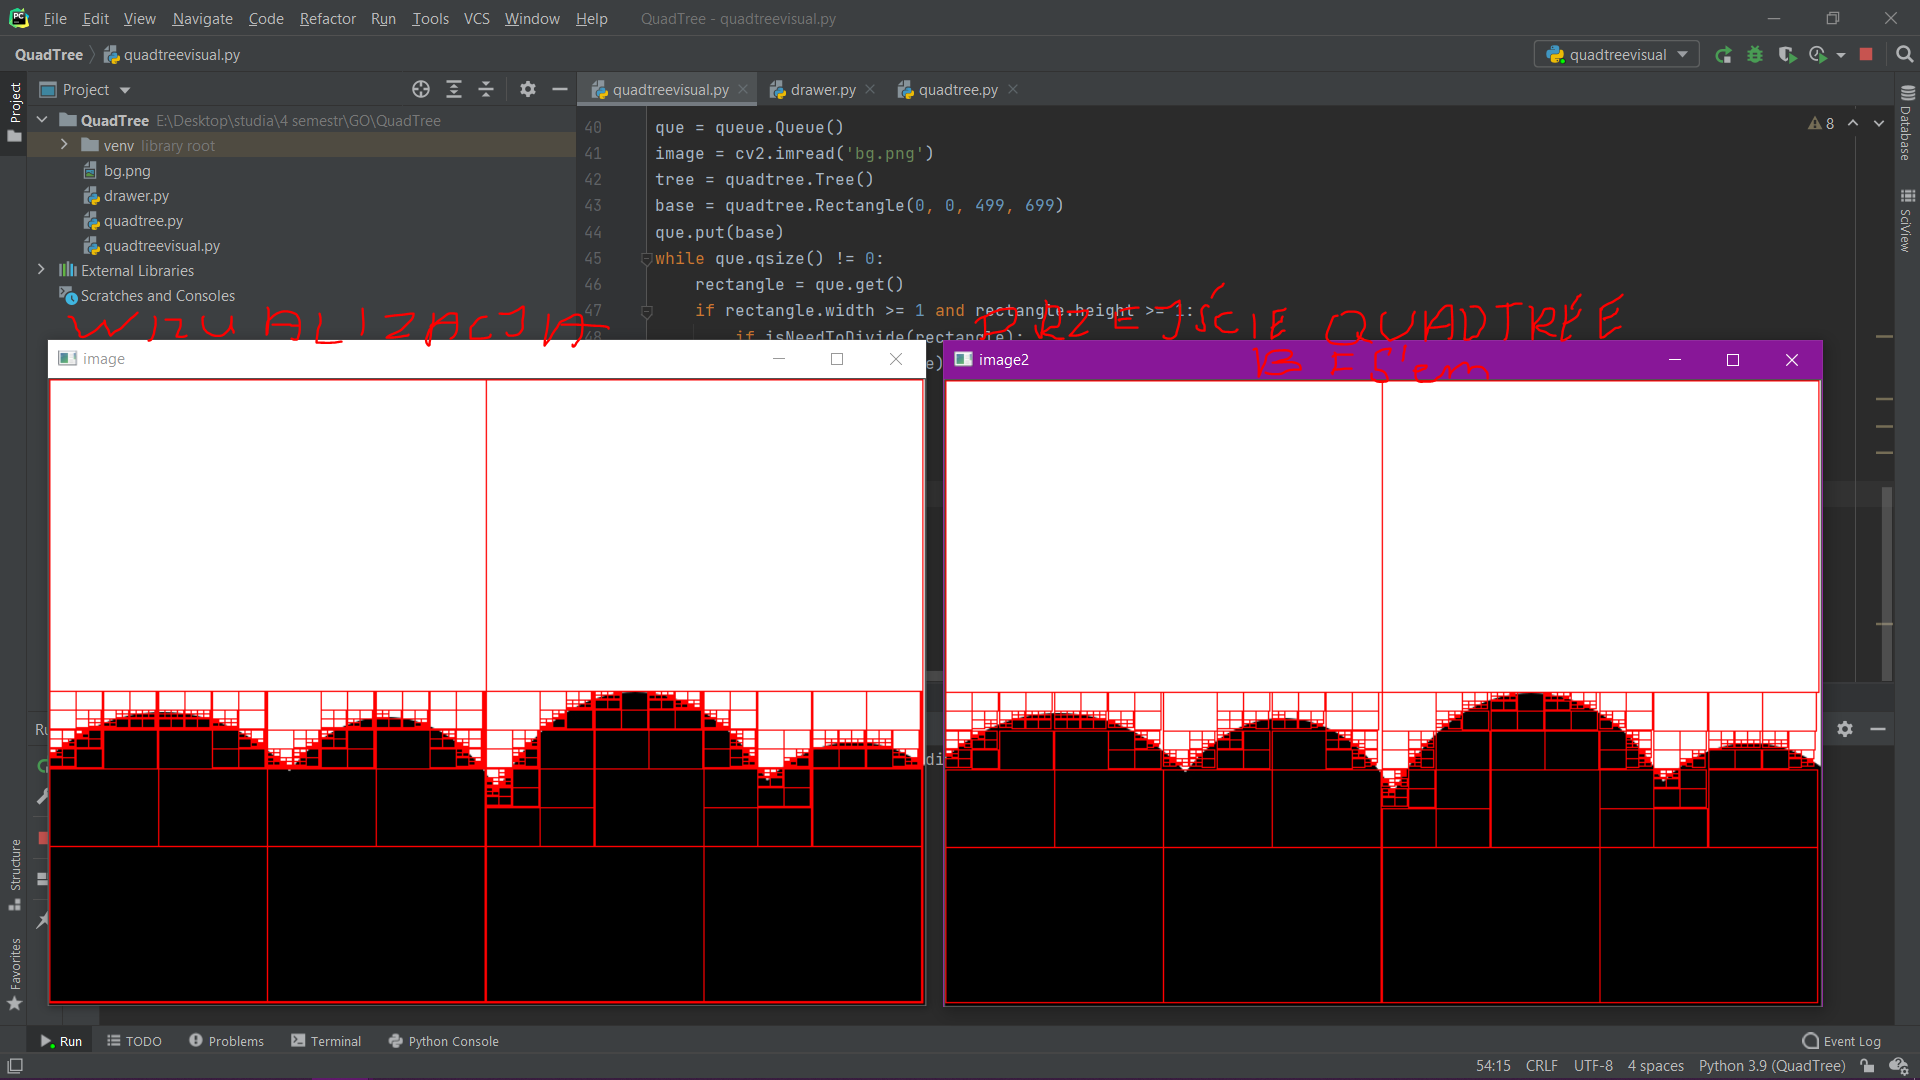 File Edit View Navigate Code Refactor Run Tools VCS Window Help QuadTree - quadtreevisual.py
QuadTree quadtreevisual.py quadtreevisual
Project quadtreevisual.py drawer.py quadtree.py
QuadTree E:\Desktop\studia\4 semestr\GO\QuadTree
venv library root
bg.png
drawer.py
quadtree.py
quadtreevisual.py
External Libraries
Scratches and Consoles
40 que = queue.Queue()
41 image = cv2.imread('bg.png')
42 tree = quadtree.Tree()
43 base = quadtree.Rectangle(0, 0, 499, 699)
44 que.put(base)
45 while que.qsize() != 0:
46 rectangle = que.get()
47 if rectangle.width >= 1 and rectangle.height >= 1:
if isNeedToDivide(rectangle):
8
WIZUALIZACJA
PRZEJŚCIE QUADTREE
BFS'em
image
image2
Project
Structure
Favorites
Database
SciView
Run TODO Problems Terminal Python Console Event Log
54:15 CRLF UTF-8 4 spaces Python 3.9 (QuadTree)